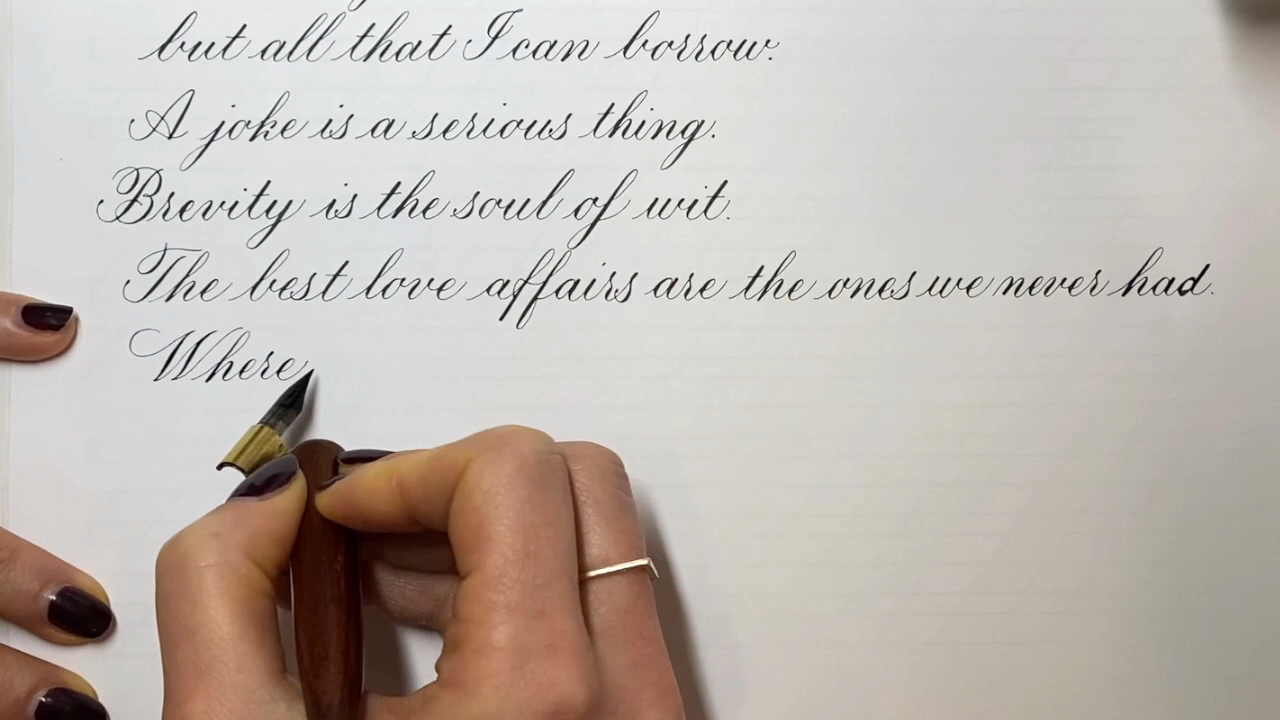 but all that I can borrow.
A joke is a serious thing.
Brevity is the soul of wit.
The best love affairs are the ones we never had.
Where